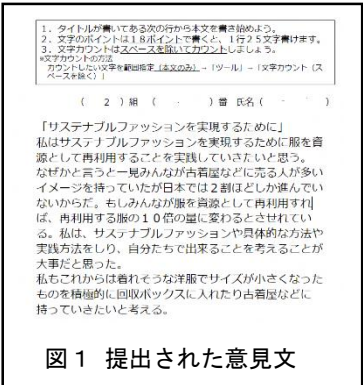 １．タイトルが書いてある次の行から本文を書き始めよう。
２．文字のポイントは１８ポイントで書くと、１行２５文字書けます。
３．文字カウントはスペースを除いてカウントしましょう。
*文字カウントの方法
カウントしたい文字を範囲指定（本文のみ）→「ツール」→「文字カウント（ス
ペースを除く）」
（　２　）組　（　　　）番　氏名（　　　　　）
「サステナブルファッションを実現するために」
私はサステナブルファッションを実現するために服を資
源として再利用することを実践していきたいと思う。
なぜかと言うと一見みんなが古着屋などに売る人が多い
イメージを持っていたが日本では２割ほどしか進んでい
ないからだ。もしみんなが服を資源として再利用すれ
ば、再利用する服の１０倍の量に変わるとさせれてい
る。私は、サステナブルファッションや具体的な方法や
実践方法をしり、自分たちで出来ることを考えることが
大事だと思った。
私もこれからは着れそうな洋服でサイズが小さくなった
ものを積極的に回収ボックスに入れたり古着屋などに
持っていきたいと考える。
図１ 提出された意見文